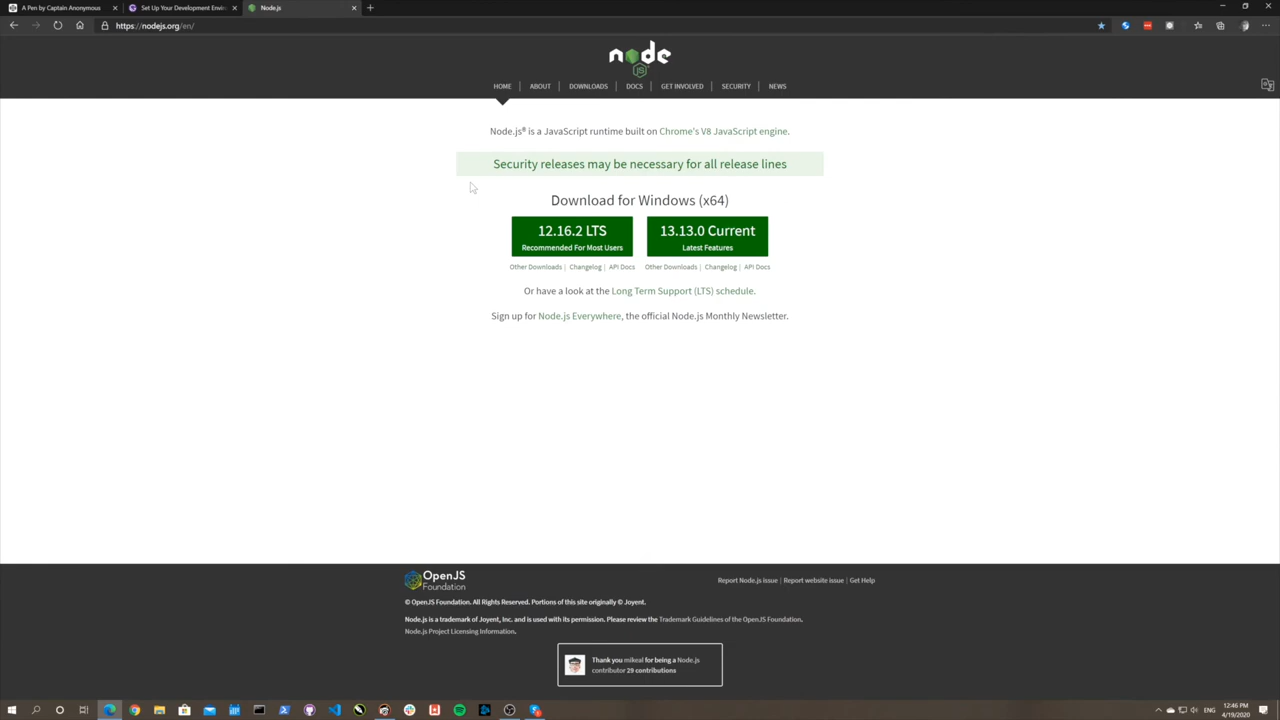 A Pen by Captain Anonymous
Set Up Your Development Envir
Node.js
https://nodejs.org/en/
node
JS
HOME | ABOUT | DOWNLOADS | DOCS | GET INVOLVED | SECURITY | NEWS
Node.js® is a JavaScript runtime built on Chrome's V8 JavaScript engine.
Security releases may be necessary for all release lines
Download for Windows (x64)
12.16.2 LTS
Recommended For Most Users
13.13.0 Current
Latest Features
Other Downloads | Changelog | API Docs
Other Downloads | Changelog | API Docs
Or have a look at the Long Term Support (LTS) schedule.
Sign up for Node.js Everywhere, the official Node.js Monthly Newsletter.
OpenJS
Foundation
Report Node.js issue | Report website issue | Get Help
© OpenJS Foundation. All Rights Reserved. Portions of this site originally © Joyent.
Node.js is a trademark of Joyent, Inc. and is used with its permission. Please review the Trademark Guidelines of the OpenJS Foundation.
Node.js Project Licensing Information.
Thank you mikeal for being a Node.js
contributor 29 contributions
ENG
12:46 PM
4/19/2020